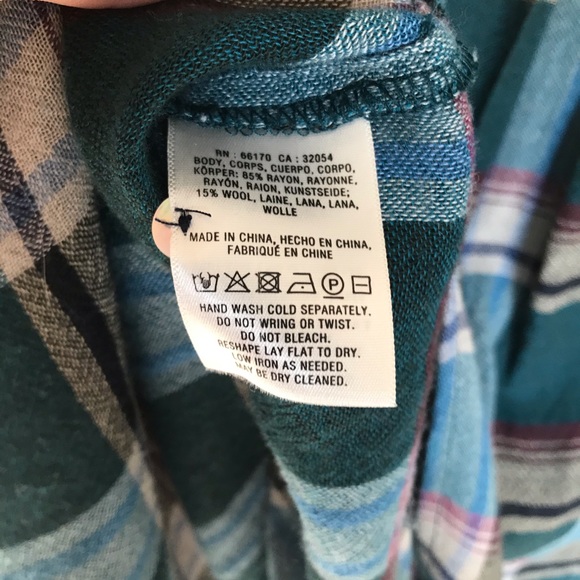 RN : 66170 CA : 32054
BODY, CORPS, CUERPO, CORPO,
KÖRPER: 85% RAYON, RAYONNE,
RAYÓN, RAION, KUNSTSEIDE;
15% WOOL, LAINE, LANA, LANA,
WOLLE
MADE IN CHINA, HECHO EN CHINA,
FABRIQUÉ EN CHINE
HAND WASH COLD SEPARATELY.
DO NOT WRING OR TWIST.
DO NOT BLEACH.
RESHAPE LAY FLAT TO DRY.
LOW IRON AS NEEDED.
MAY BE DRY CLEANED.